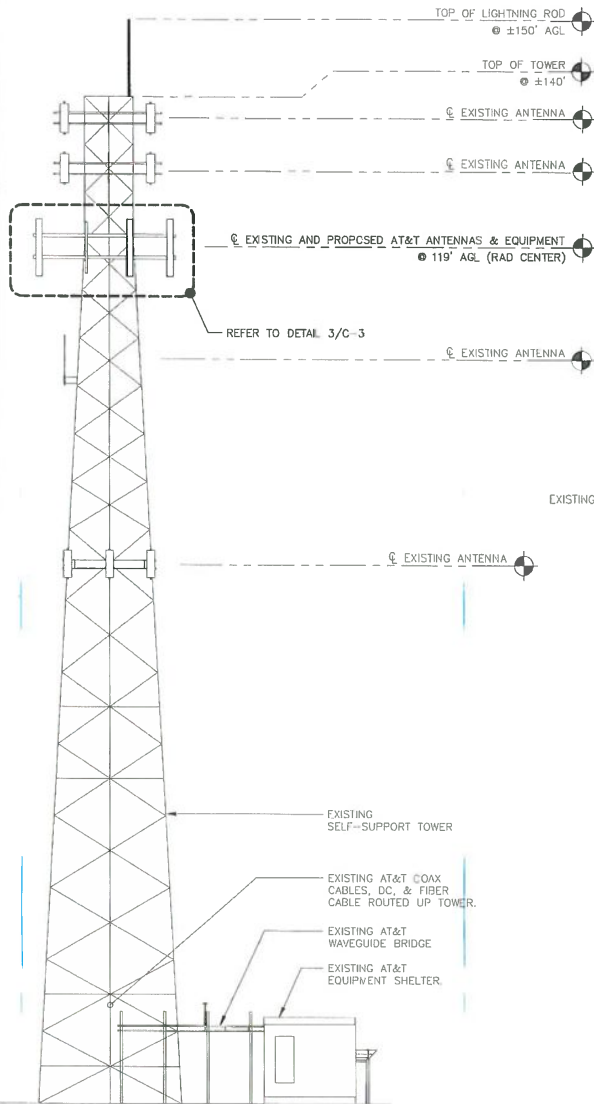 TOP OF LIGHTNING ROD
@ ±150' AGL
TOP OF TOWER
@ ±140'
℄ EXISTING ANTENNA
℄ EXISTING ANTENNA
℄ EXISTING AND PROPOSED AT&T ANTENNAS & EQUIPMENT
@ 119' AGL (RAD CENTER)
REFER TO DETAIL 3/C-3
℄ EXISTING ANTENNA
EXISTING
℄ EXISTING ANTENNA
EXISTING
SELF-SUPPORT TOWER
EXISTING AT&T COAX
CABLES, DC, & FIBER
CABLE ROUTED UP TOWER.
EXISTING AT&T
WAVEGUIDE BRIDGE
EXISTING AT&T
EQUIPMENT SHELTER.